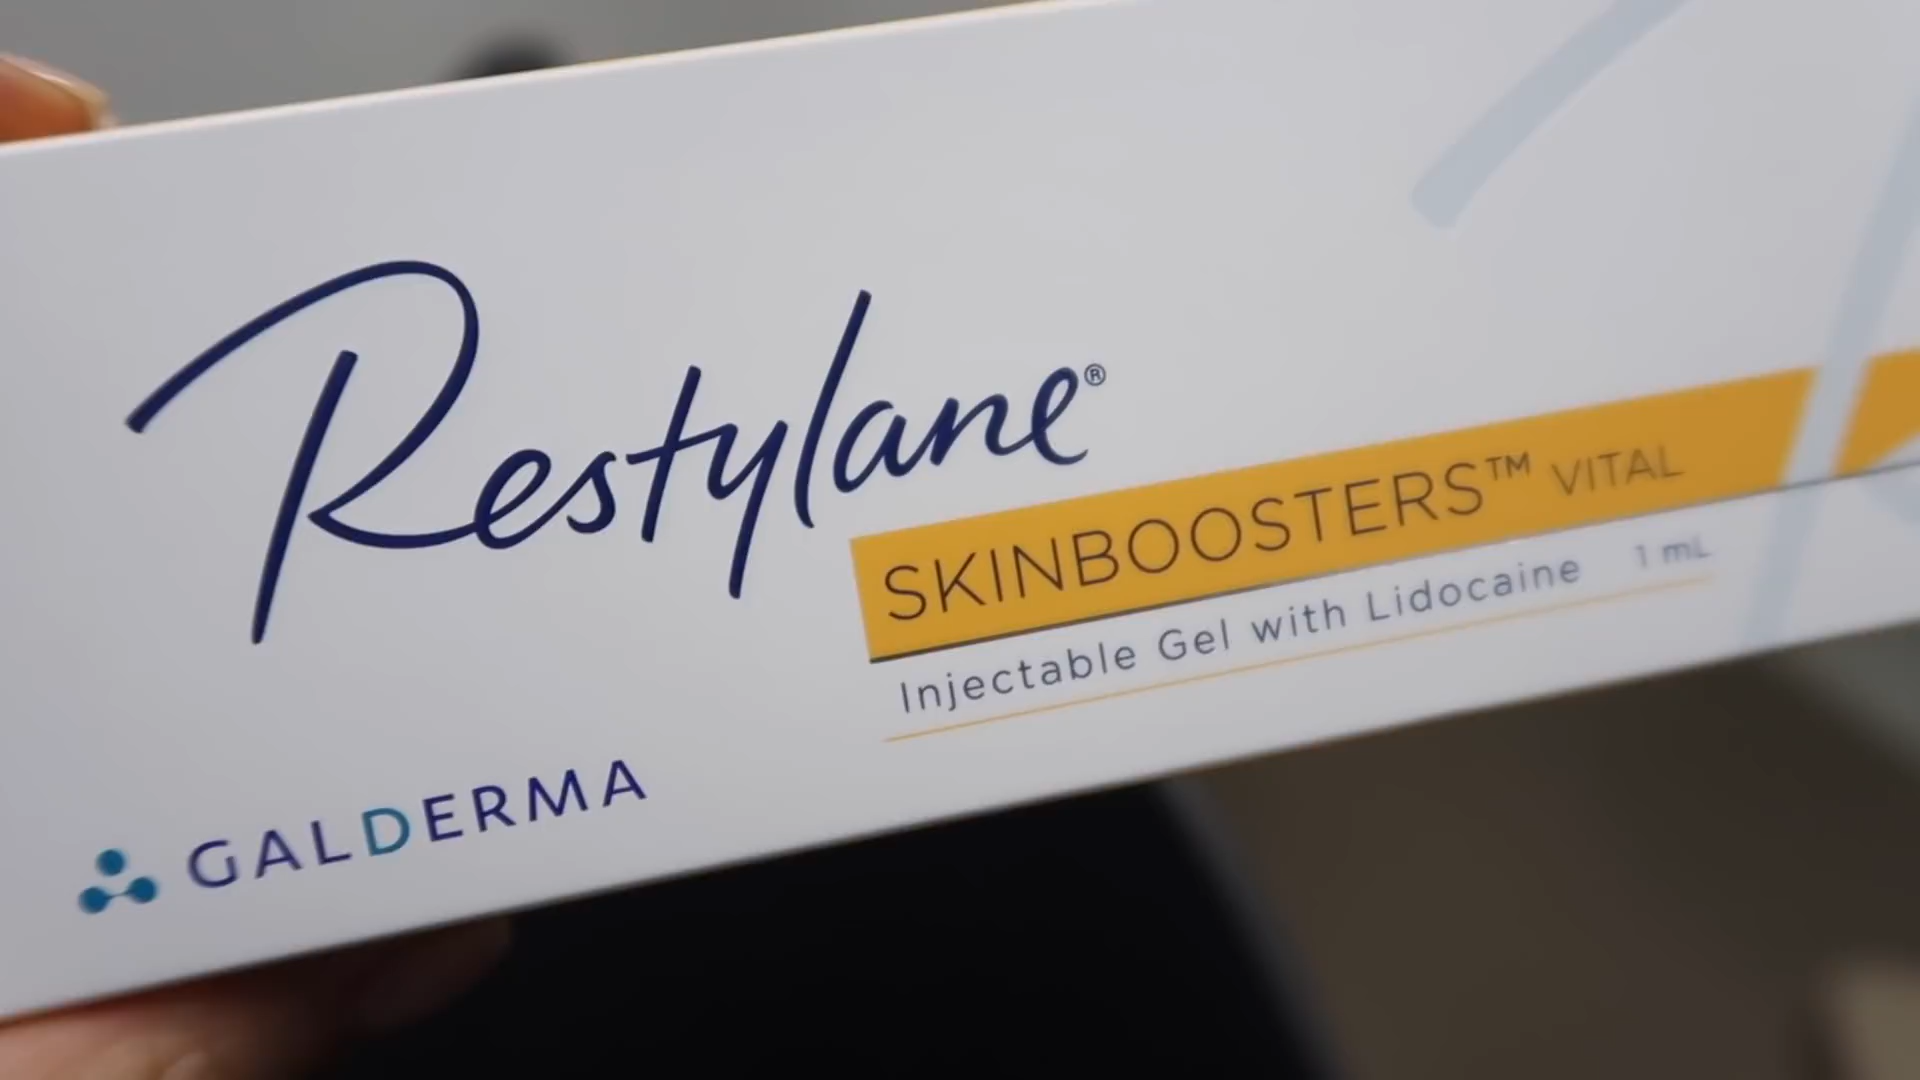 Restylane®
SKINBOOSTERS™ VITAL
Injectable Gel with Lidocaine 1 mL
GALDERMA